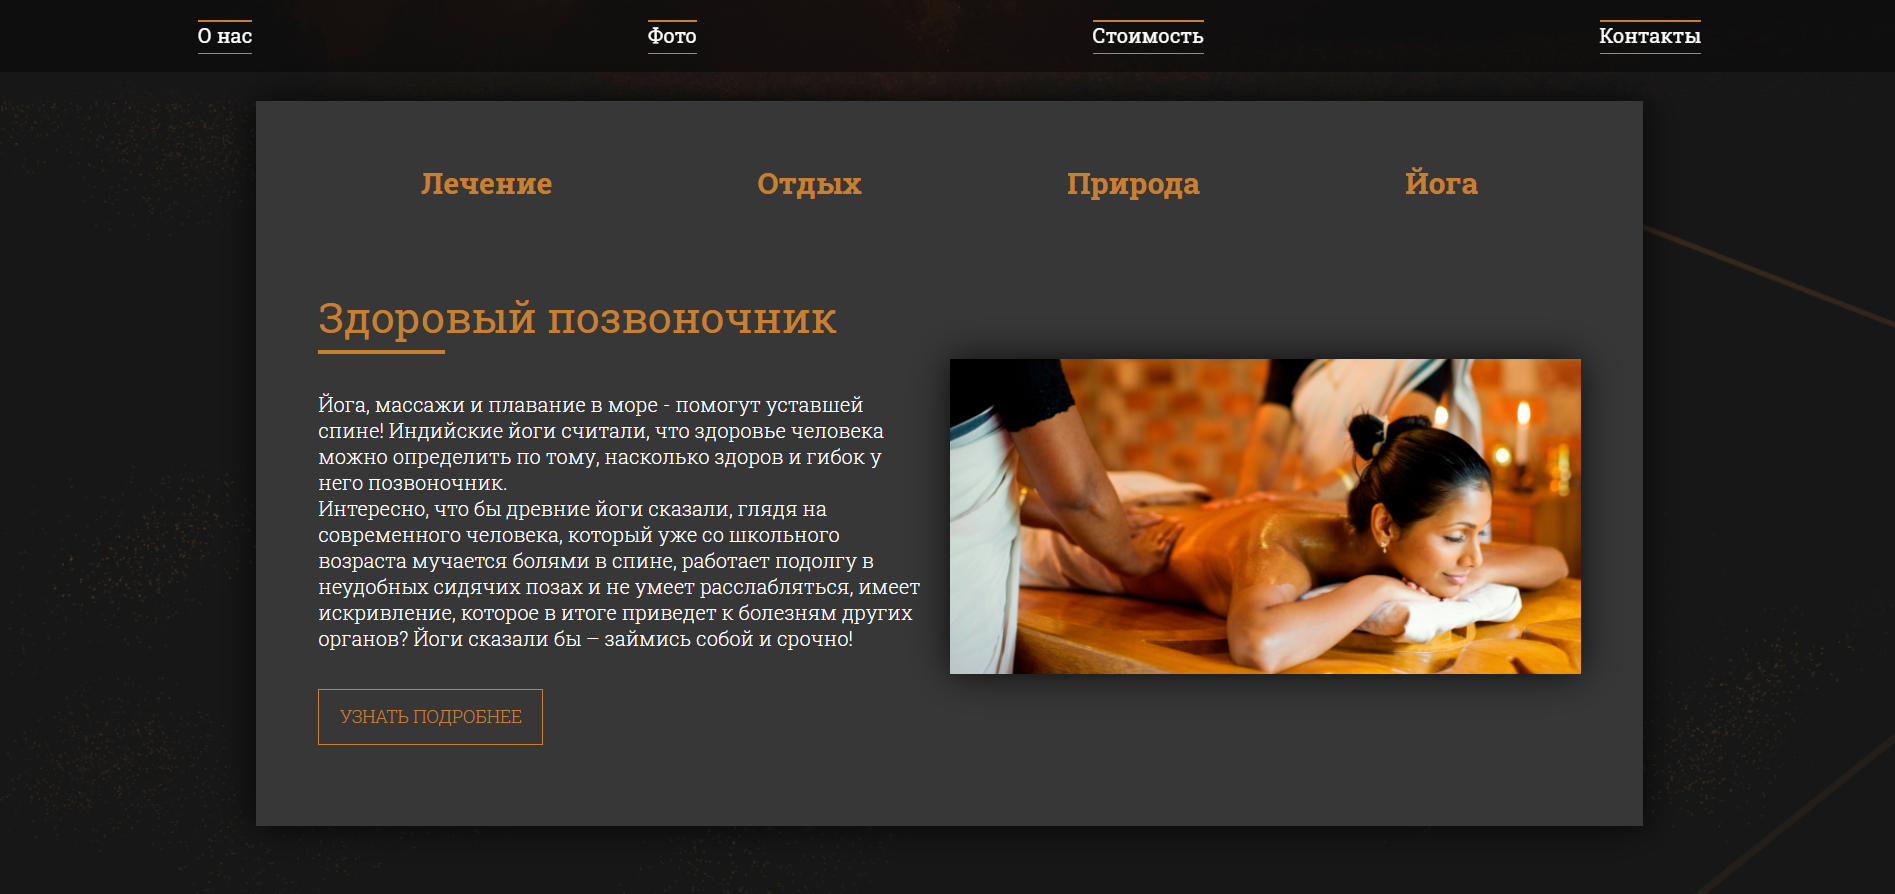 О нас
Фото
Стоимость
Контакты
Лечение
Отдых
Природа
Йога
Здоровый позвоночник
Йога, массажи и плавание в море - помогут уставшей
спине! Индийские йоги считали, что здоровье человека
можно определить по тому, насколько здоров и гибок у
него позвоночник.
Интересно, что бы древние йоги сказали, глядя на
современного человека, который уже со школьного
возраста мучается болями в спине, работает подолгу в
неудобных сидячих позах и не умеет расслабляться, имеет
искривление, которое в итоге приведет к болезням других
органов? Йоги сказали бы – займись собой и срочно!
УЗНАТЬ ПОДРОБНЕЕ